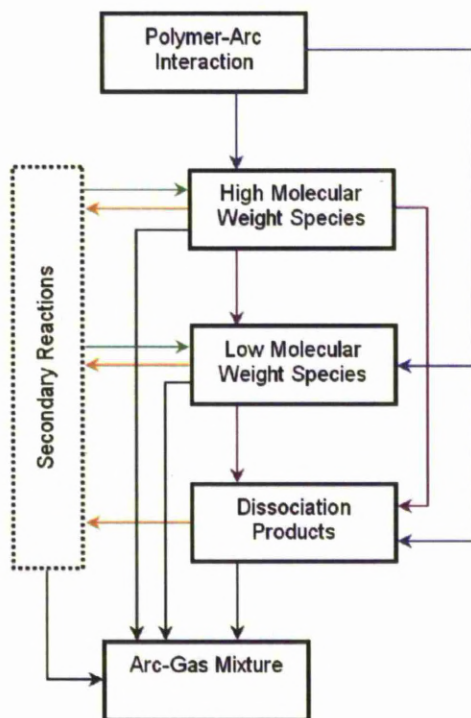 Polymer-Arc
Interaction
High Molecular
Weight Species
Secondary Reactions
Low Molecular
Weight Species
Dissociation
Products
Arc-Gas Mixture